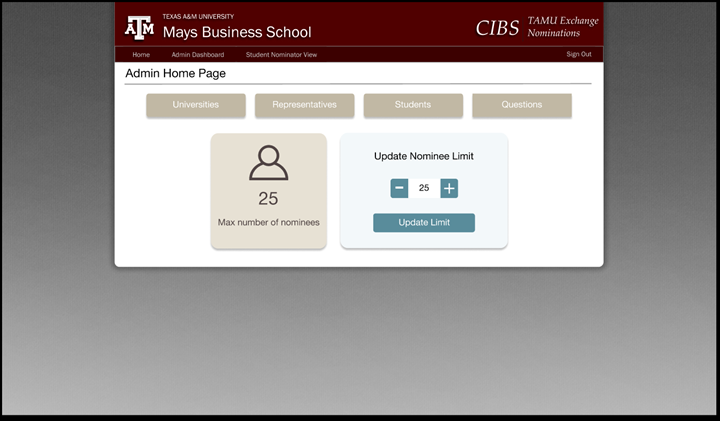 TEXAS A&M UNIVERSITY
Mays Business School
ATM
CIBS
TAMU Exchange
Nominations
Home Admin Dashboard Student Nominator View Sign Out
Admin Home Page
Universities Representatives Students Questions
25
Max number of nominees
Update Nominee Limit
− 25 +
Update Limit